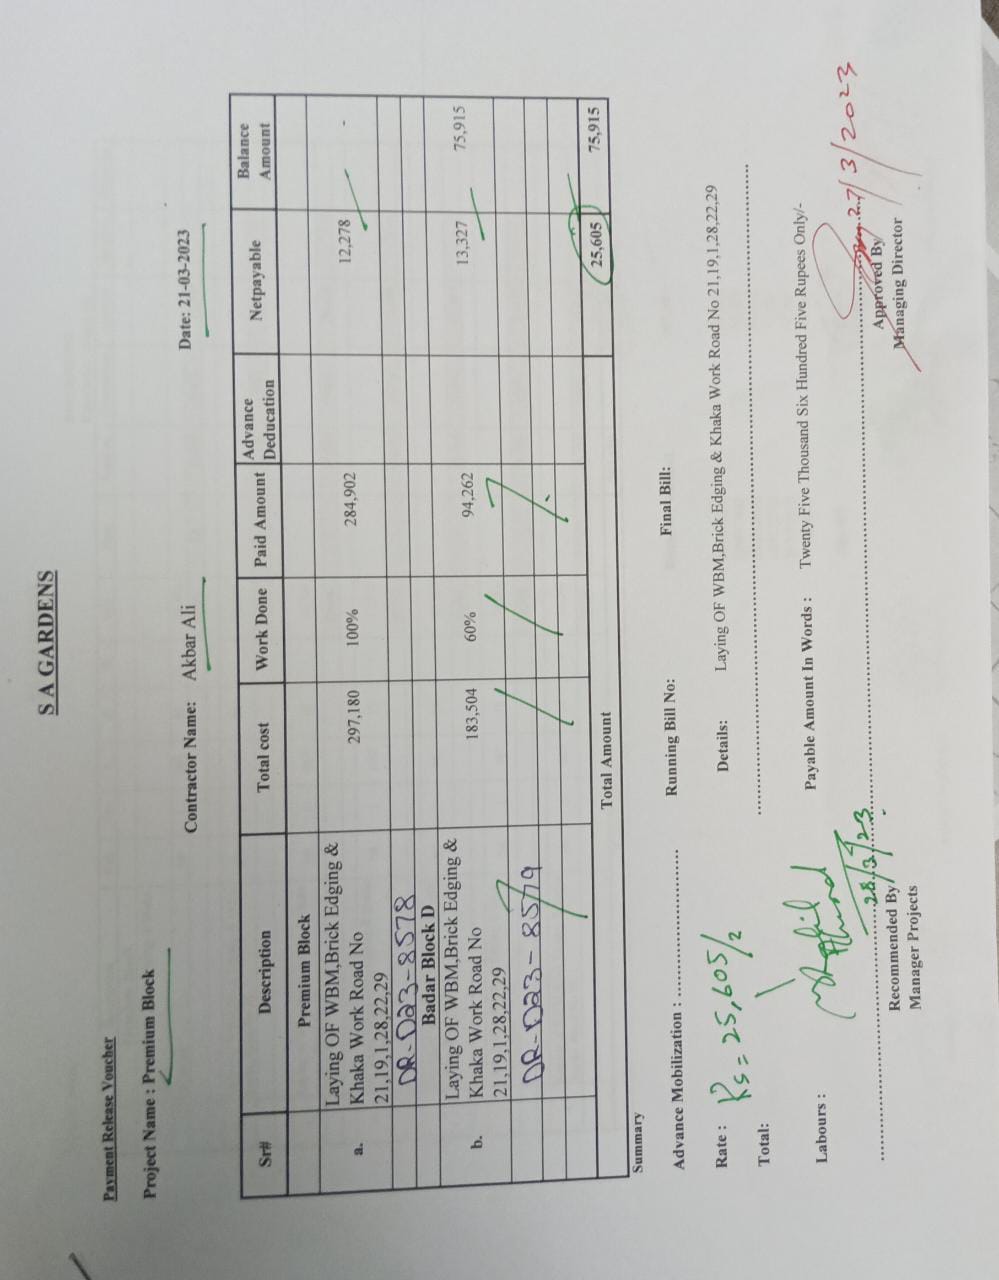 S A GARDENS
Payment Release Voucher
Project Name : Premium Block
Contractor Name: Akbar Ali
Date: 21-03-2023
Sr# Description Total cost Work Done Paid Amount Advance Deducation Netpayable Balance Amount
Premium Block
a. Laying OF WBM,Brick Edging & Khaka Work Road No 21,19,1,28,22,29 297,180 100% 284,902 12,278 -
DR-D23-8578
Badar Block D
b. Laying OF WBM,Brick Edging & Khaka Work Road No 21,19,1,28,22,29 183,504 60% 94,262 13,327 75,915
DR-D23-8579
Total Amount 25,605 75,915
Summary
Advance Mobilization : Running Bill No: Final Bill:
Rate : Rs = 25,605/2 Details: Laying OF WBM,Brick Edging & Khaka Work Road No 21,19,1,28,22,29
Total:
Labours : Payable Amount In Words : Twenty Five Thousand Six Hundred Five Rupees Only/-
27/3/2023
Recommended By Approved By
Manager Projects Managing Director